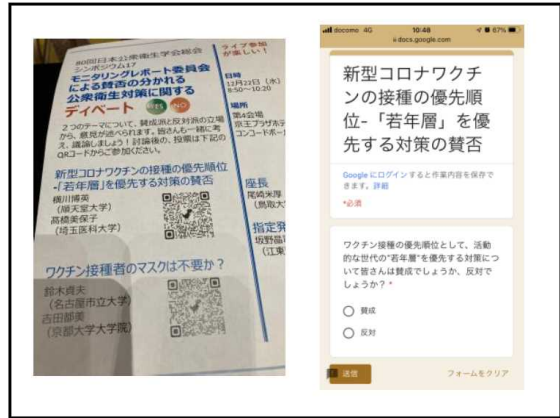 80回日本公衆衛生学会総会
シンポジウム17
モニタリングレポート委員会
による賛否の分かれる
公衆衛生対策に関する
ディベート YES NO
2つのテーマについて、賛成派と反対派の立場
から、意見が述べられます。皆さんも一緒に考
え、議論しましょう!討論後の、投票は下記の
QRコードからご参加ください。
新型コロナワクチンの接種の優先順位
-「若年層」を優先する対策の賛否
横川博英
(順天堂大学)
高橋美保子
(埼玉医科大学)
ワクチン接種者のマスクは不要か?
鈴木貞夫
(名古屋市立大学)
古田都美
(京都大学大学院)
ライブ参加
が楽しい!
日時
12月22日(水)
8:50~10:20
場所
第4会場
京王プラザホテ
コンコードボー
座長
尾崎米厚
(鳥取大
指定発
坂野晶
(江東
docomo 4G 10:46 67%
docs.google.com
新型コロナワクチ
ンの接種の優先順
位-「若年層」を優
先する対策の賛否
Google にログインすると作業内容を保存で
きます。詳細
*必須
ワクチン接種の優先順位として、活動
的な世代の"若年層"を優先する対策につ
いて皆さんは賛成でしょうか、反対で
しょうか? *
賛成
反対
送信
フォームをクリア